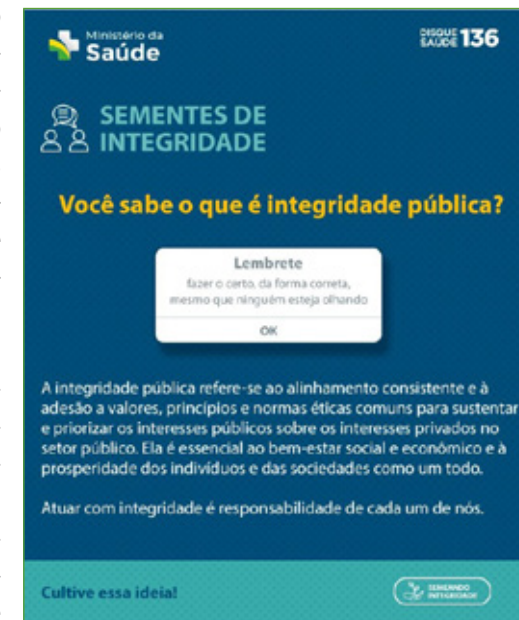 Ministério da
Saúde
DISQUE
SAÚDE 136
SEMENTES DE
INTEGRIDADE
Você sabe o que é integridade pública?
Lembrete
fazer o certo, da forma correta,
mesmo que ninguém esteja olhando
OK
A integridade pública refere-se ao alinhamento consistente e à
adesão a valores, princípios e normas éticas comuns para sustentar
e priorizar os interesses públicos sobre os interesses privados no
setor público. Ela é essencial ao bem-estar social e econômico e à
prosperidade dos indivíduos e das sociedades como um todo.
Atuar com integridade é responsabilidade de cada um de nós.
Cultive essa ideia!
SEMEANDO
INTEGRIDADE